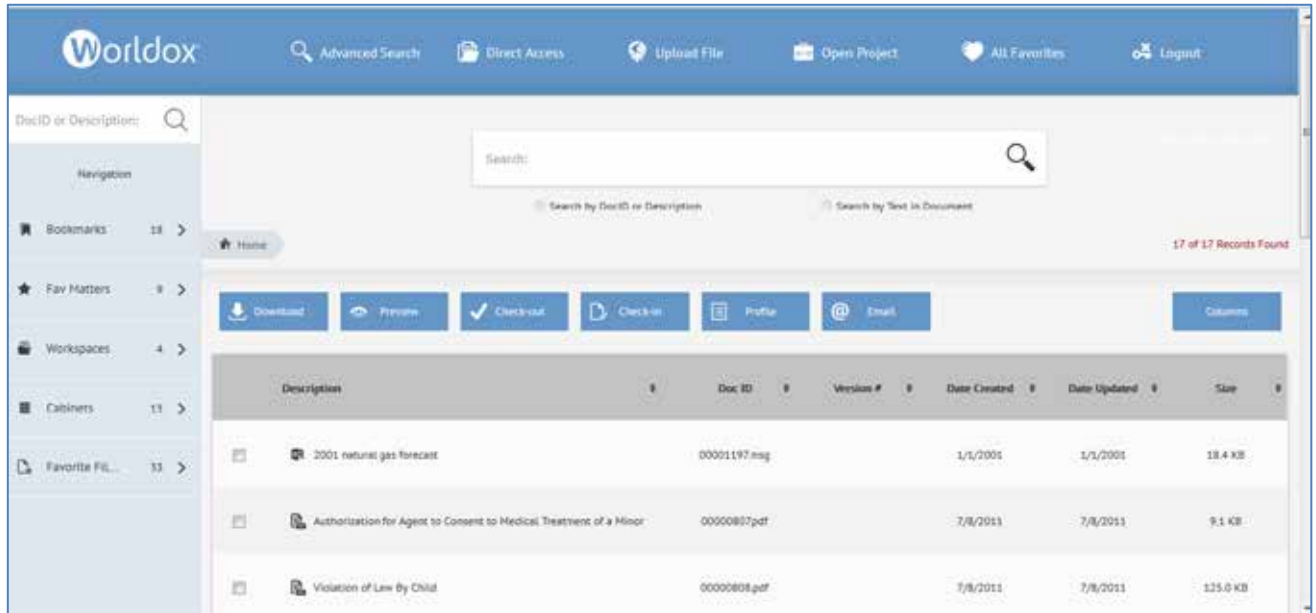 Worldox
Advanced Search Direct Access Upload File Open Project All Favorites Logout
DocID or Description:
Search:
Navigation
Search by DocID or Description Search by Text in Document
Bookmarks 18
Home 17 of 17 Records Found
Fav Matters 9
Download Preview Check-out Check-in Profile @ Email Columns
Workspaces 4
Description Doc ID Version # Date Created Date Updated Size
Cabinets 13
2001 natural gas forecast 00001197.msg 1/1/2001 1/1/2001 18.4 KB
Favorite Fil... 33
Authorization for Agent to Consent to Medical Treatment of a Minor 00000807.pdf 7/8/2011 7/8/2011 9.1 KB
Violation of Law By Child 00000808.pdf 7/8/2011 7/8/2011 125.0 KB